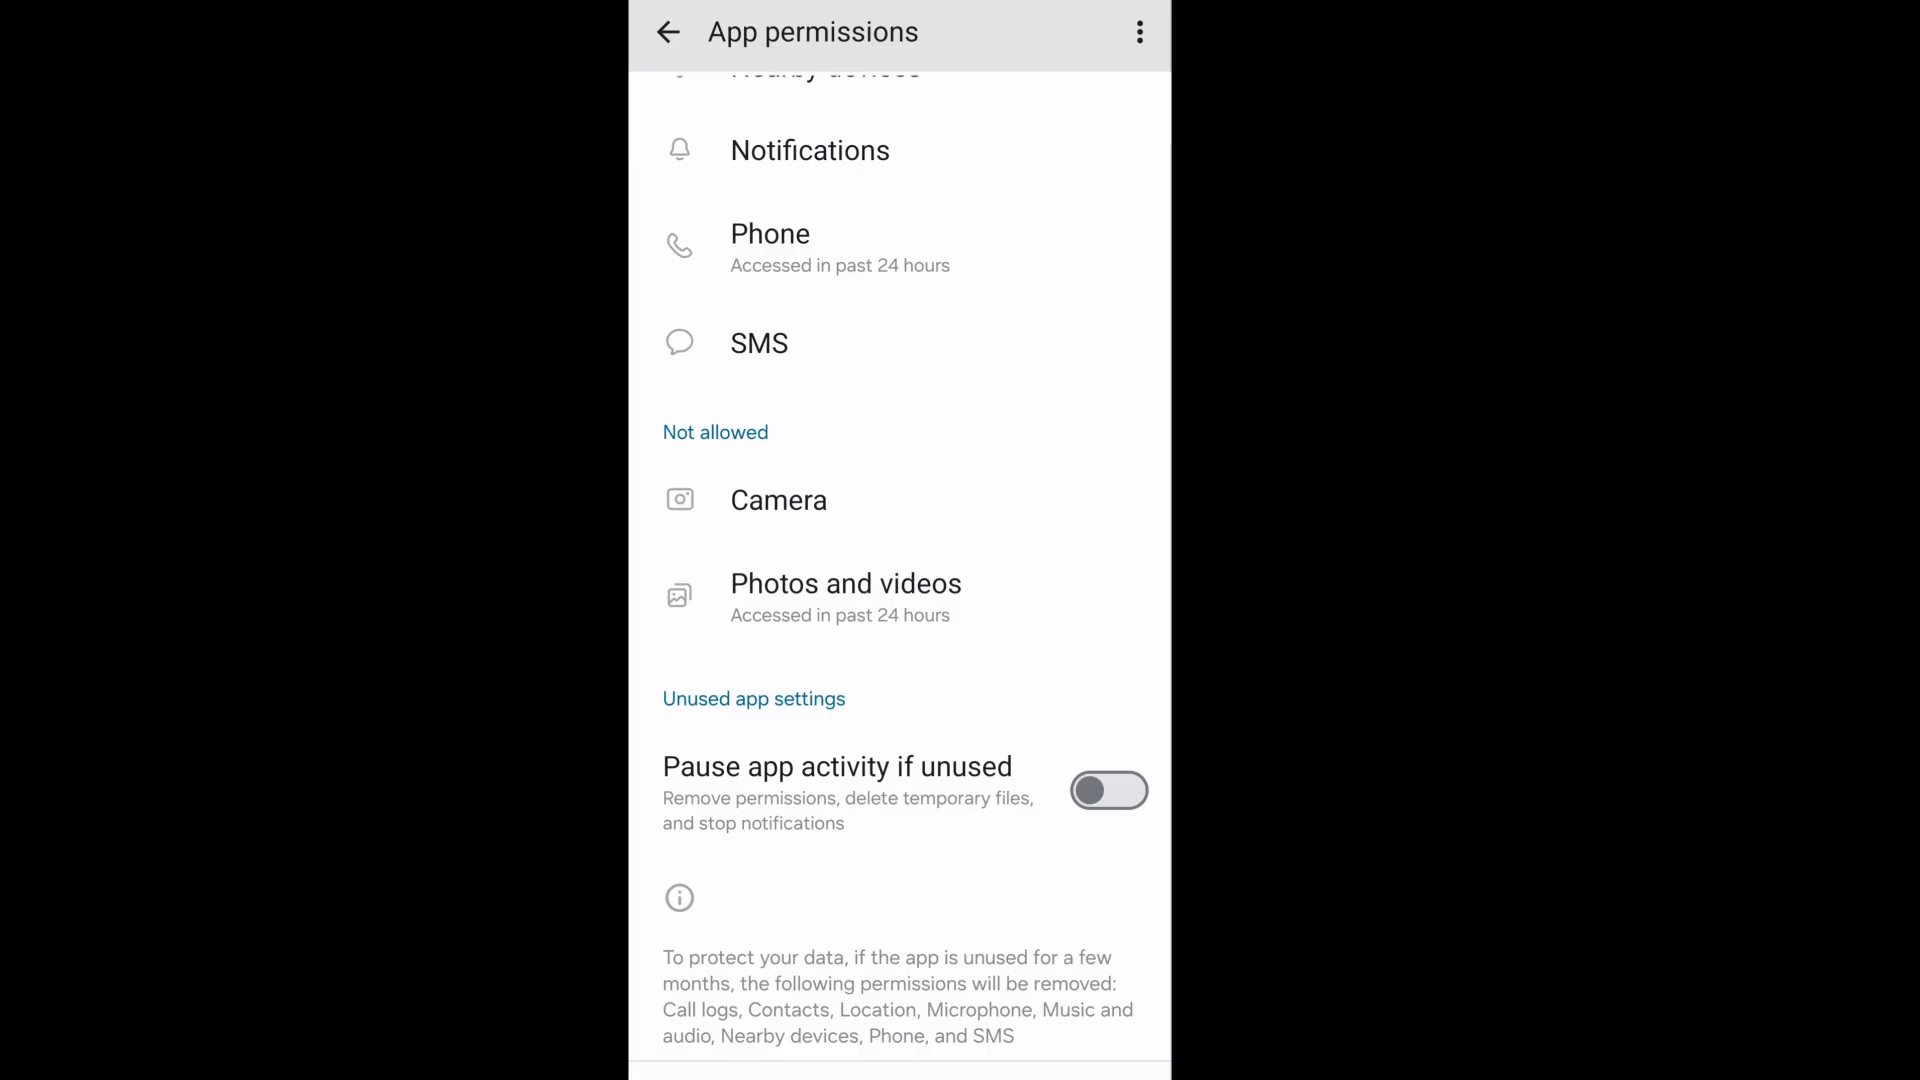 App permissions
Nearby devices
Notifications
Phone
Accessed in past 24 hours
SMS
Not allowed
Camera
Photos and videos
Accessed in past 24 hours
Unused app settings
Pause app activity if unused
Remove permissions, delete temporary files,
and stop notifications
To protect your data, if the app is unused for a few
months, the following permissions will be removed:
Call logs, Contacts, Location, Microphone, Music and
audio, Nearby devices, Phone, and SMS